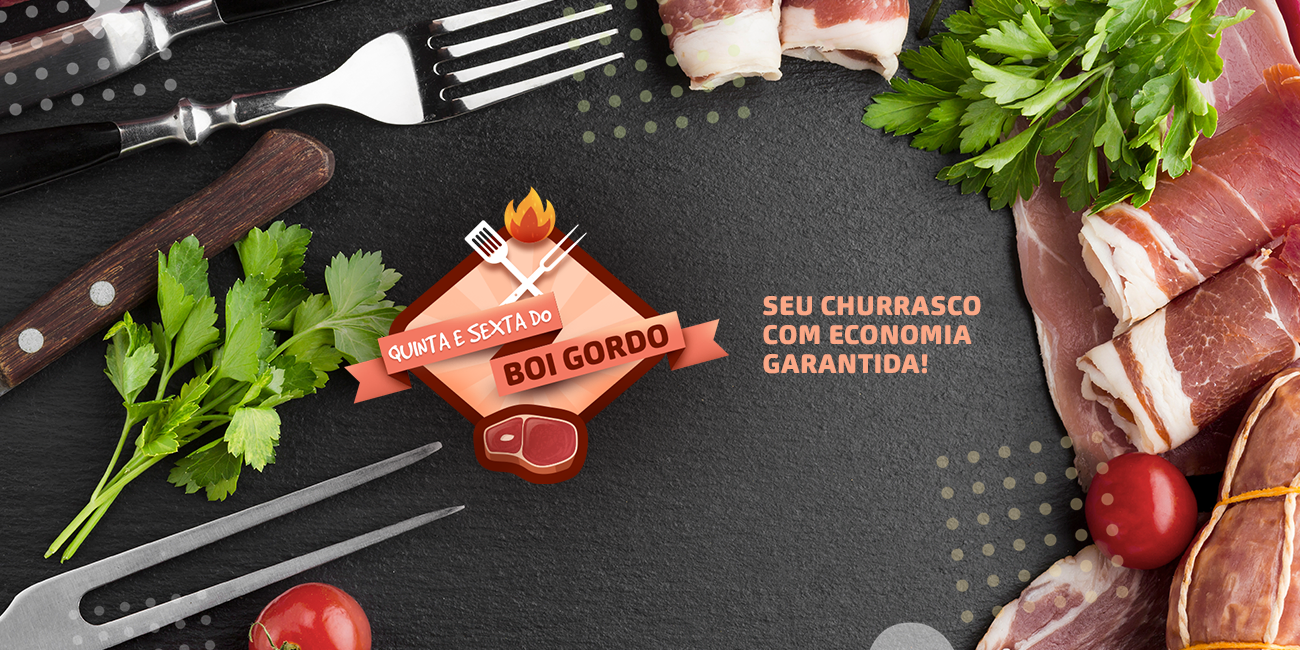 QUINTA E SEXTA DO
BOI GORDO
SEU CHURRASCO
COM ECONOMIA
GARANTIDA!